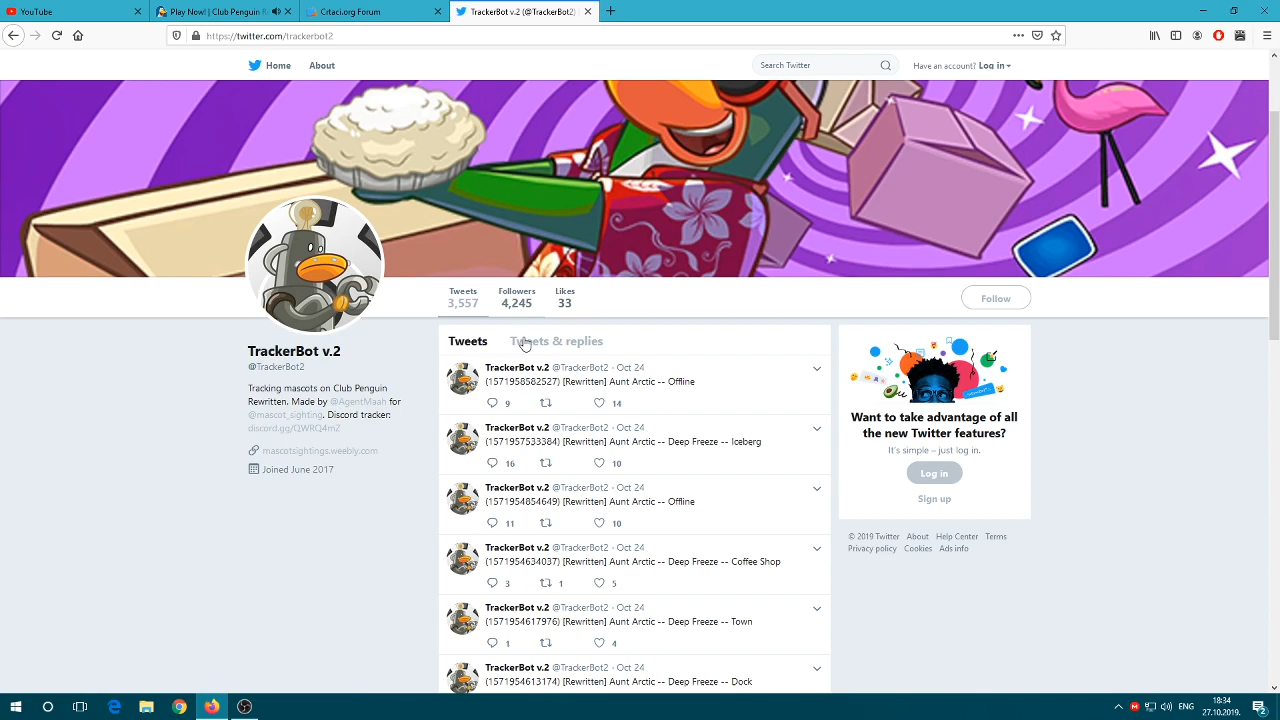 YouTube
Play Now! | Club Penguin R
Citaci.org Forum
TrackerBot v.2 (@TrackerBot2)
https://twitter.com/trackerbot2
Home
About
Search Twitter
Have an account? Log in
Tweets
3,557
Followers
4,245
Likes
33
Follow
TrackerBot v.2
@TrackerBot2
Tracking mascots on Club Penguin
Rewritten. Made by @AgentMaah for
@mascot_sighting. Discord tracker:
discord.gg/QWRQ4mZ
mascotsightings.weebly.com
Joined June 2017
Tweets
Tweets & replies
TrackerBot v.2 @TrackerBot2 · Oct 24
(1571958582527) [Rewritten] Aunt Arctic -- Offline
9
14
TrackerBot v.2 @TrackerBot2 · Oct 24
(1571957533384) [Rewritten] Aunt Arctic -- Deep Freeze -- Iceberg
16
10
TrackerBot v.2 @TrackerBot2 · Oct 24
(1571954854649) [Rewritten] Aunt Arctic -- Offline
11
10
TrackerBot v.2 @TrackerBot2 · Oct 24
(1571954634037) [Rewritten] Aunt Arctic -- Deep Freeze -- Coffee Shop
3
1
5
TrackerBot v.2 @TrackerBot2 · Oct 24
(1571954617976) [Rewritten] Aunt Arctic -- Deep Freeze -- Town
1
4
TrackerBot v.2 @TrackerBot2 · Oct 24
(1571954613174) [Rewritten] Aunt Arctic -- Deep Freeze -- Dock
Want to take advantage of all
the new Twitter features?
It's simple – just log in.
Log in
Sign up
© 2019 Twitter About Help Center Terms
Privacy policy Cookies Ads info
ENG
18:34
27.10.2019.
2